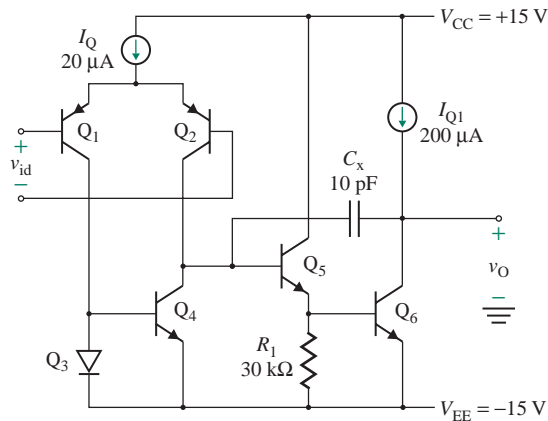 V_CC = +15 V
I_Q
20 μA
I_Q1
200 μA
Q_1
Q_2
+
v_id
−
C_x
10 pF
Q_5
+
v_O
−
Q_4
Q_6
Q_3
R_1
30 kΩ
V_EE = −15 V